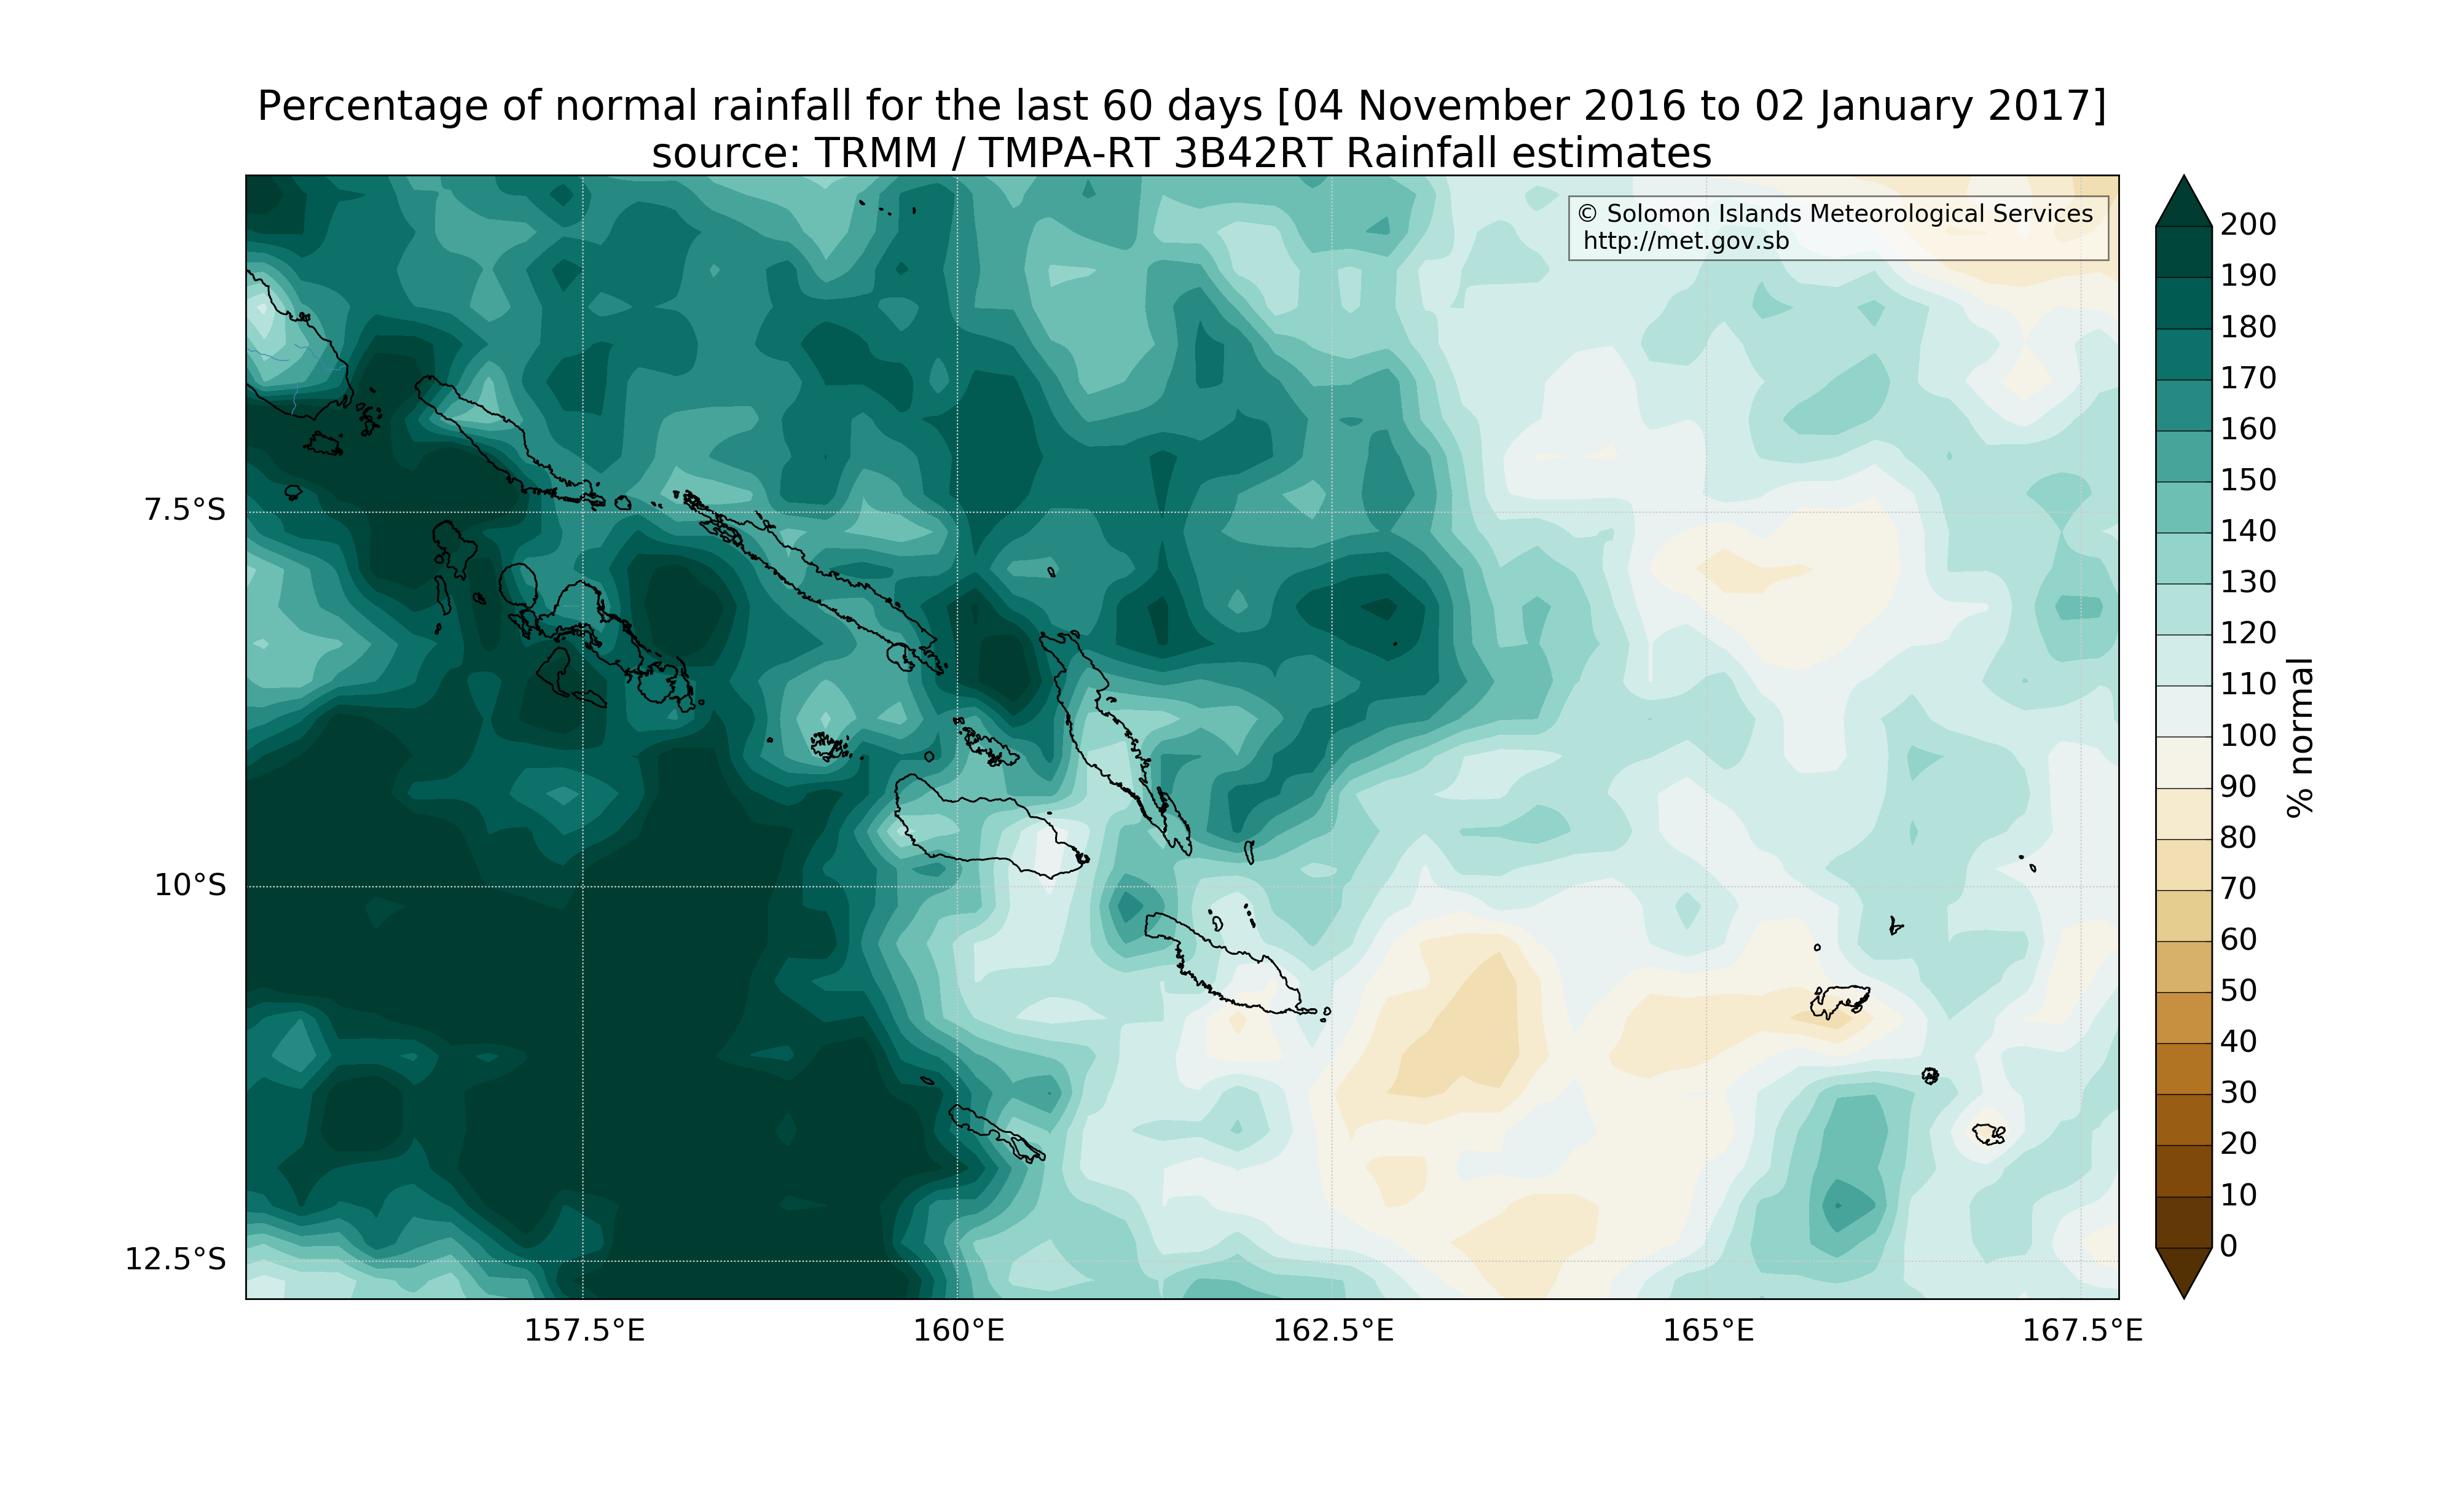 Percentage of normal rainfall for the last 60 days [04 November 2016 to 02 January 2017]
source: TRMM / TMPA-RT 3B42RT Rainfall estimates
© Solomon Islands Meteorological Services
http://met.gov.sb
7.5°S
10°S
12.5°S
157.5°E
160°E
162.5°E
165°E
167.5°E
200
190
180
170
160
150
140
130
120
110
100
90
80
70
60
50
40
30
20
10
0
% normal